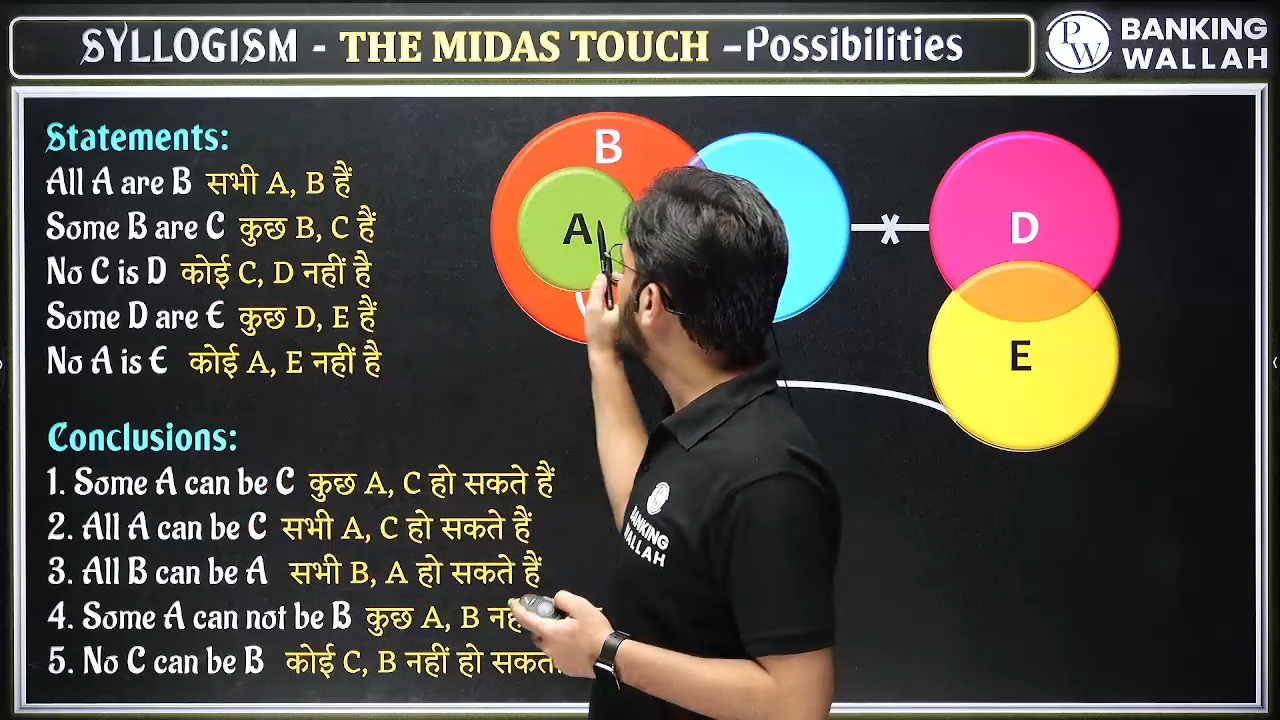 SYLLOGISM - THE MIDAS TOUCH -Possibilities
PW BANKING
WALLAH
Statements:
All A are B सभी A, B हैं
Some B are C कुछ B, C हैं
No C is D कोई C, D नहीं है
Some D are E कुछ D, E हैं
No A is E कोई A, E नहीं है
Conclusions:
1. Some A can be C कुछ A, C हो सकते हैं
2. All A can be C सभी A, C हो सकते हैं
3. All B can be A सभी B, A हो सकते हैं
4. Some A can not be B कुछ A, B
5. No C can be B कोई C, B नहीं हो
B
A
D
E
BANKING
WALLAH